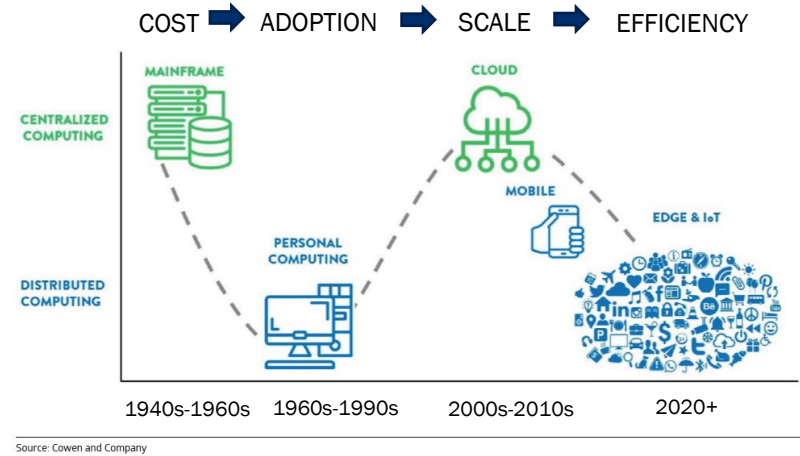 COST ADOPTION SCALE EFFICIENCY
MAINFRAME
CLOUD
CENTRALIZED
COMPUTING
MOBILE
EDGE & IoT
PERSONAL
COMPUTING
DISTRIBUTED
COMPUTING
1940s-1960s 1960s-1990s 2000s-2010s 2020+
Source: Cowen and Company